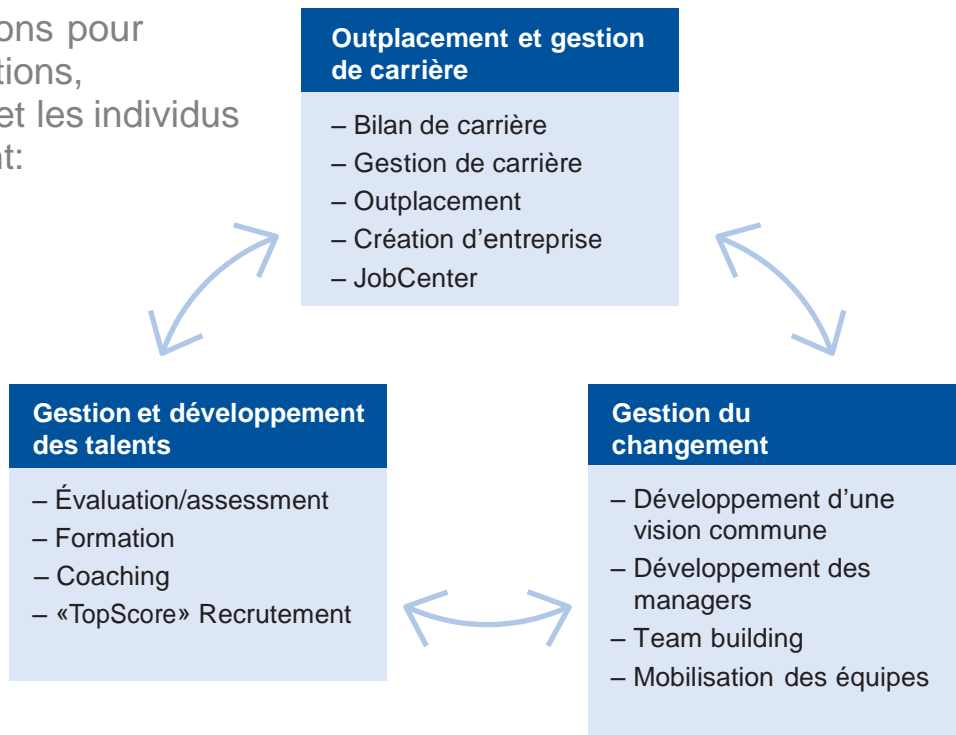 ons pour
tions,
et les individus
t:
Outplacement et gestion
de carrière
– Bilan de carrière
– Gestion de carrière
– Outplacement
– Création d’entreprise
– JobCenter
Gestion et développement
des talents
– Évaluation/assessment
– Formation
– Coaching
– «TopScore» Recrutement
Gestion du
changement
– Développement d’une
vision commune
– Développement des
managers
– Team building
– Mobilisation des équipes